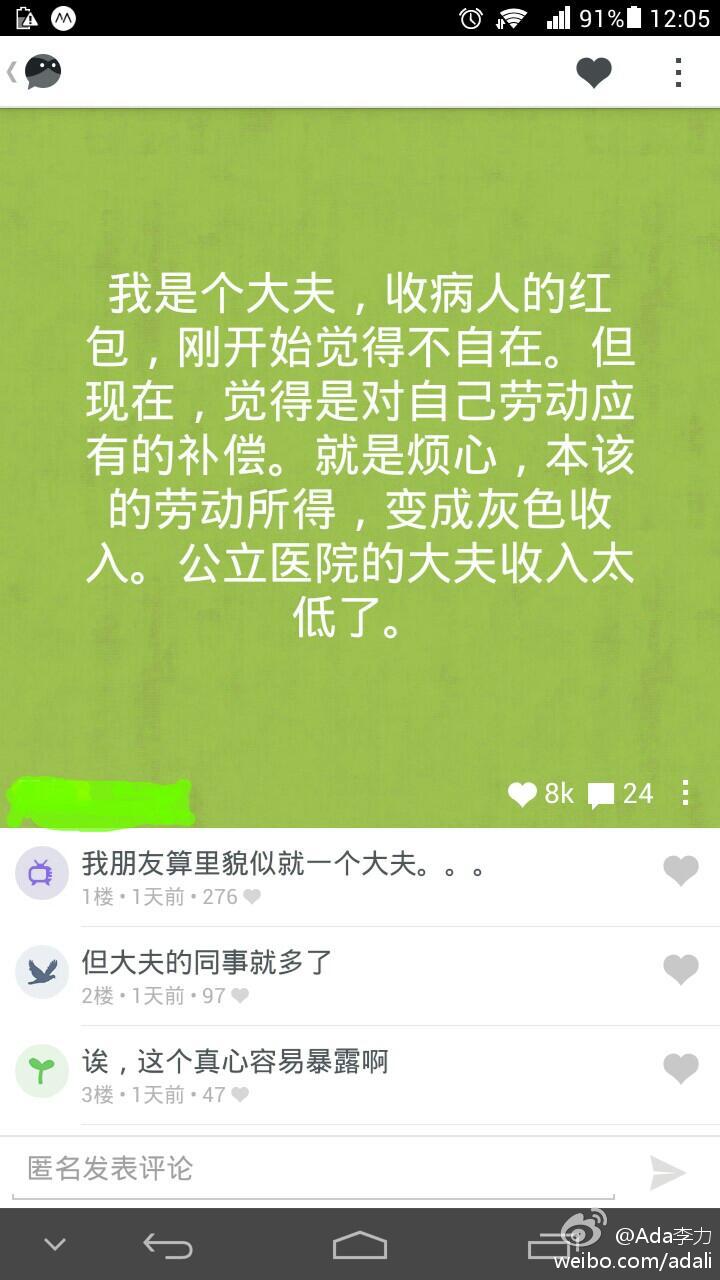 91% 12:05
我是个大夫，收病人的红
包，刚开始觉得不自在。但
现在，觉得是对自己劳动应
有的补偿。就是烦心，本该
的劳动所得，变成灰色收
入。公立医院的大夫收入太
低了。
8k 24
我朋友算里貌似就一个大夫。。。
1楼 • 1天前 • 276
但大夫的同事就多了
2楼 • 1天前 • 97
诶，这个真心容易暴露啊
3楼 • 1天前 • 47
匿名发表评论
@Ada李力
weibo.com/adali